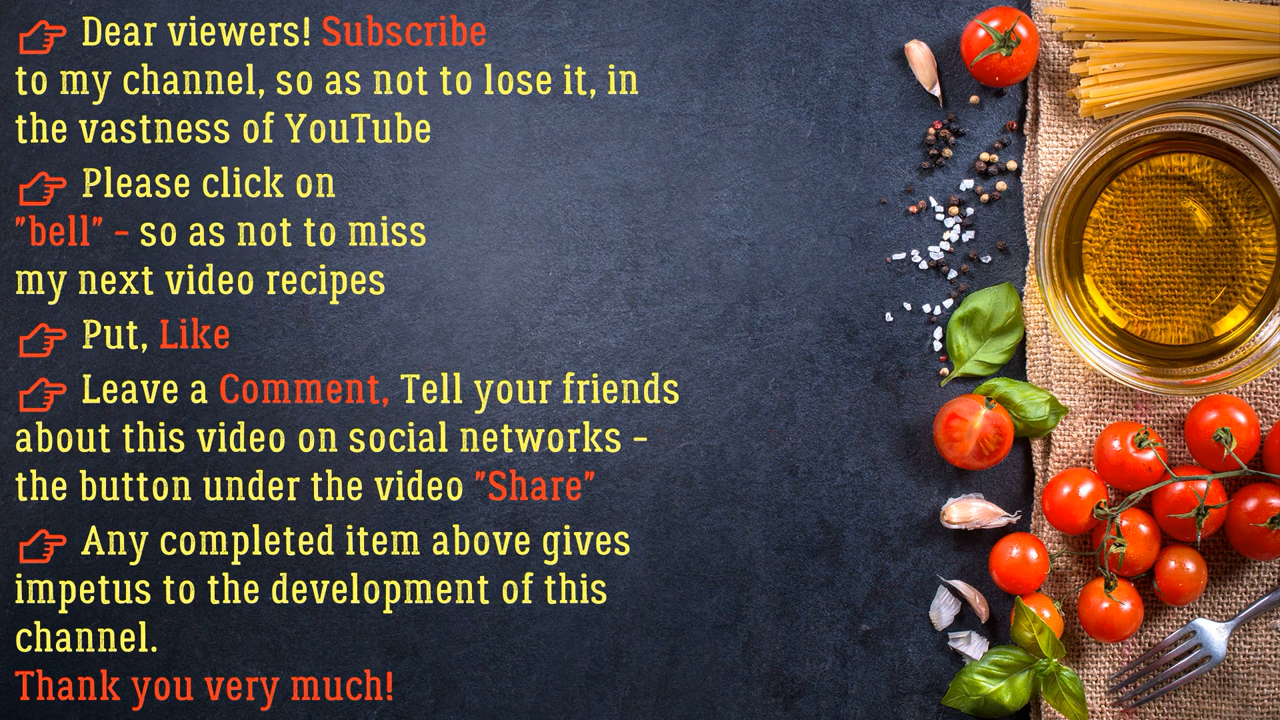 Dear viewers! Subscribe
to my channel, so as not to lose it, in
the vastness of YouTube
Please click on
"bell" - so as not to miss
my next video recipes
Put, Like
Leave a Comment, Tell your friends
about this video on social networks -
the button under the video "Share"
Any completed item above gives
impetus to the development of this
channel.
Thank you very much!